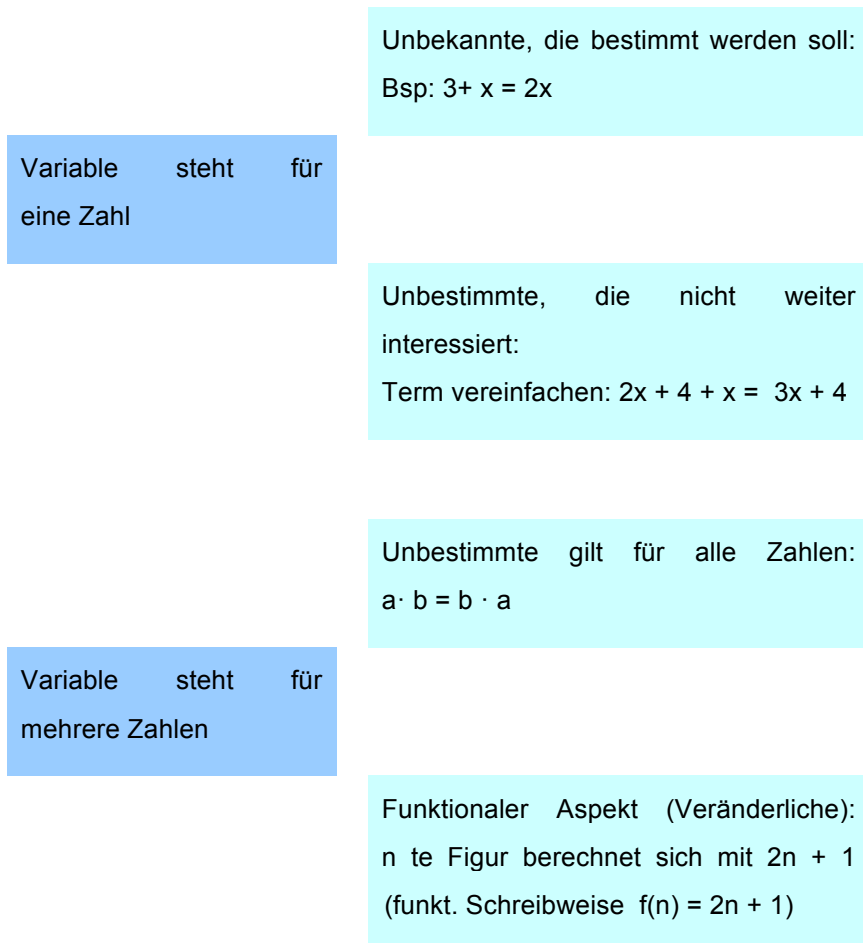 Unbekannte, die bestimmt werden soll:
Bsp: 3+ x = 2x
Variable steht für
eine Zahl
Unbestimmte, die nicht weiter
interessiert:
Term vereinfachen: 2x + 4 + x = 3x + 4
Unbestimmte gilt für alle Zahlen:
a· b = b · a
Variable steht für
mehrere Zahlen
Funktionaler Aspekt (Veränderliche):
n te Figur berechnet sich mit 2n + 1
(funkt. Schreibweise f(n) = 2n + 1)